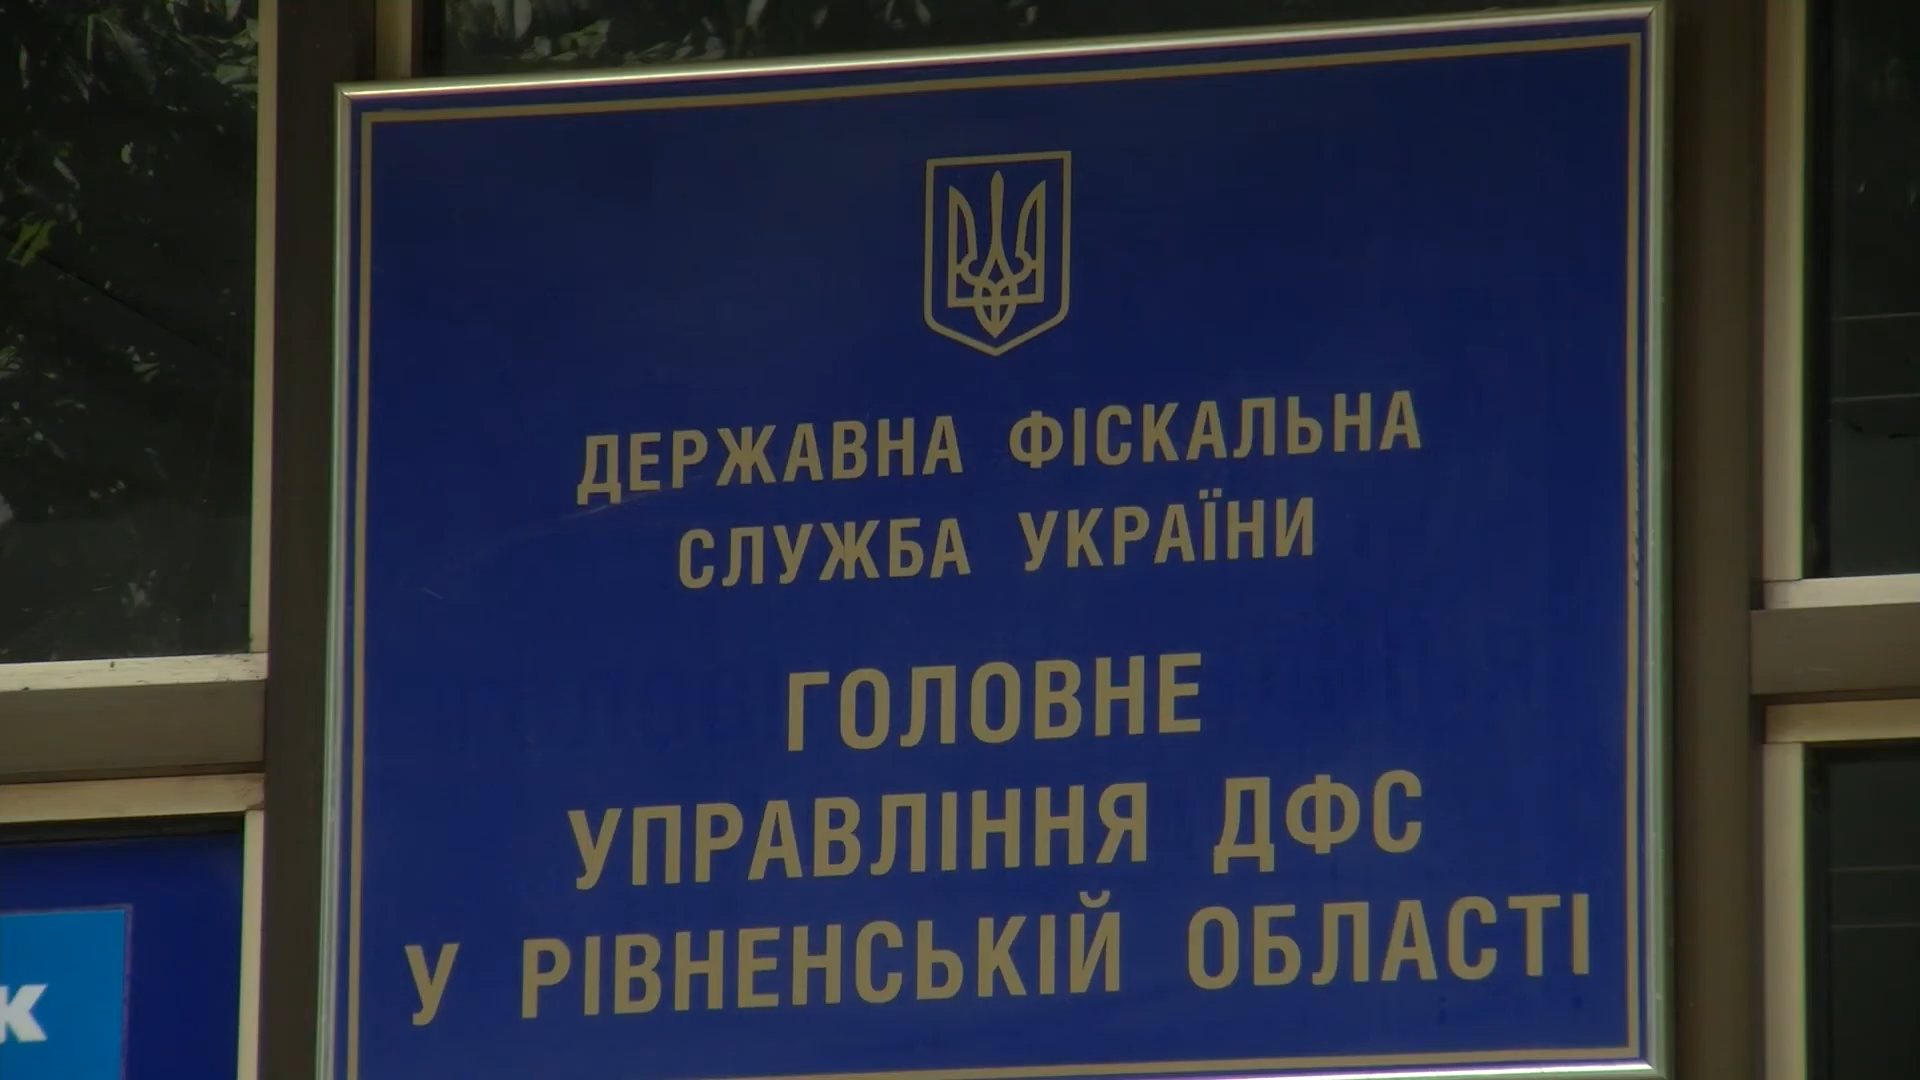 ДЕРЖАВНА ФІСКАЛЬНА
СЛУЖБА УКРАЇНИ
ГОЛОВНЕ
УПРАВЛІННЯ ДФС
У РІВНЕНСЬКІЙ ОБЛАСТІ